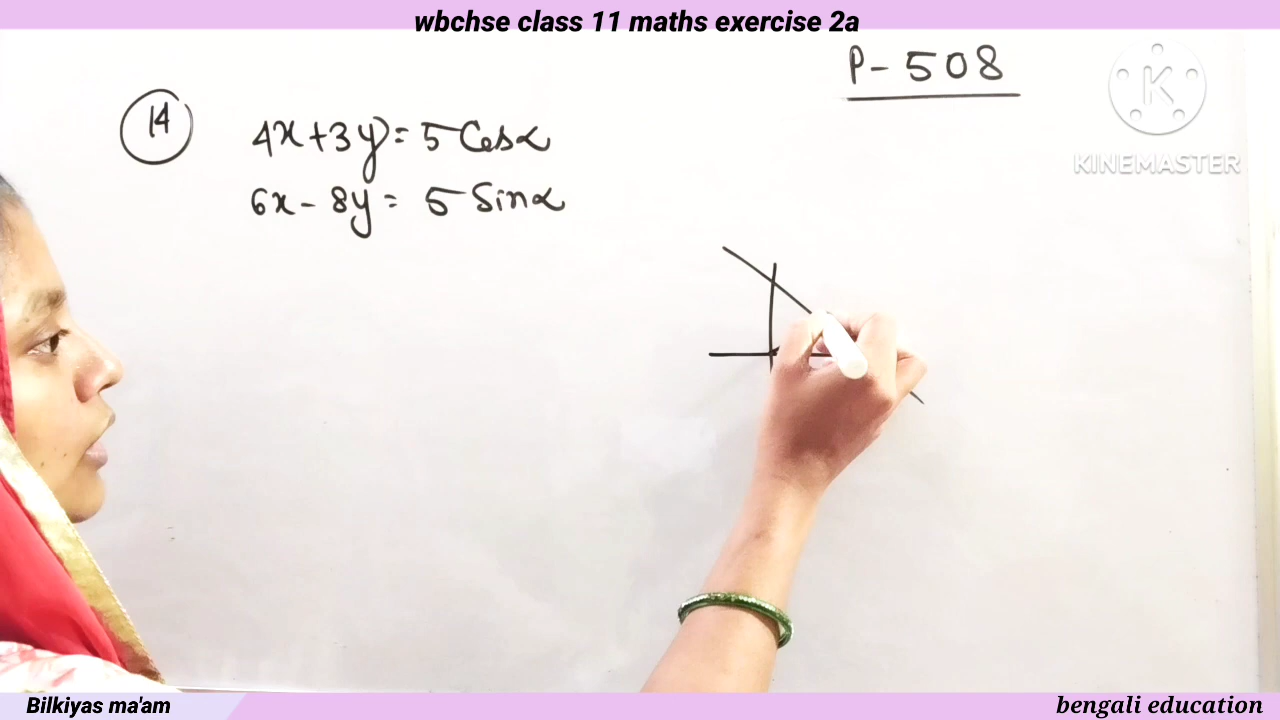 wbchse class 11 maths exercise 2a
P-508
K
KINEMASTER
14
4x+3y= 5 Cosα
6x-8y= 5 Sinα
Bilkiyas ma'am
bengali education